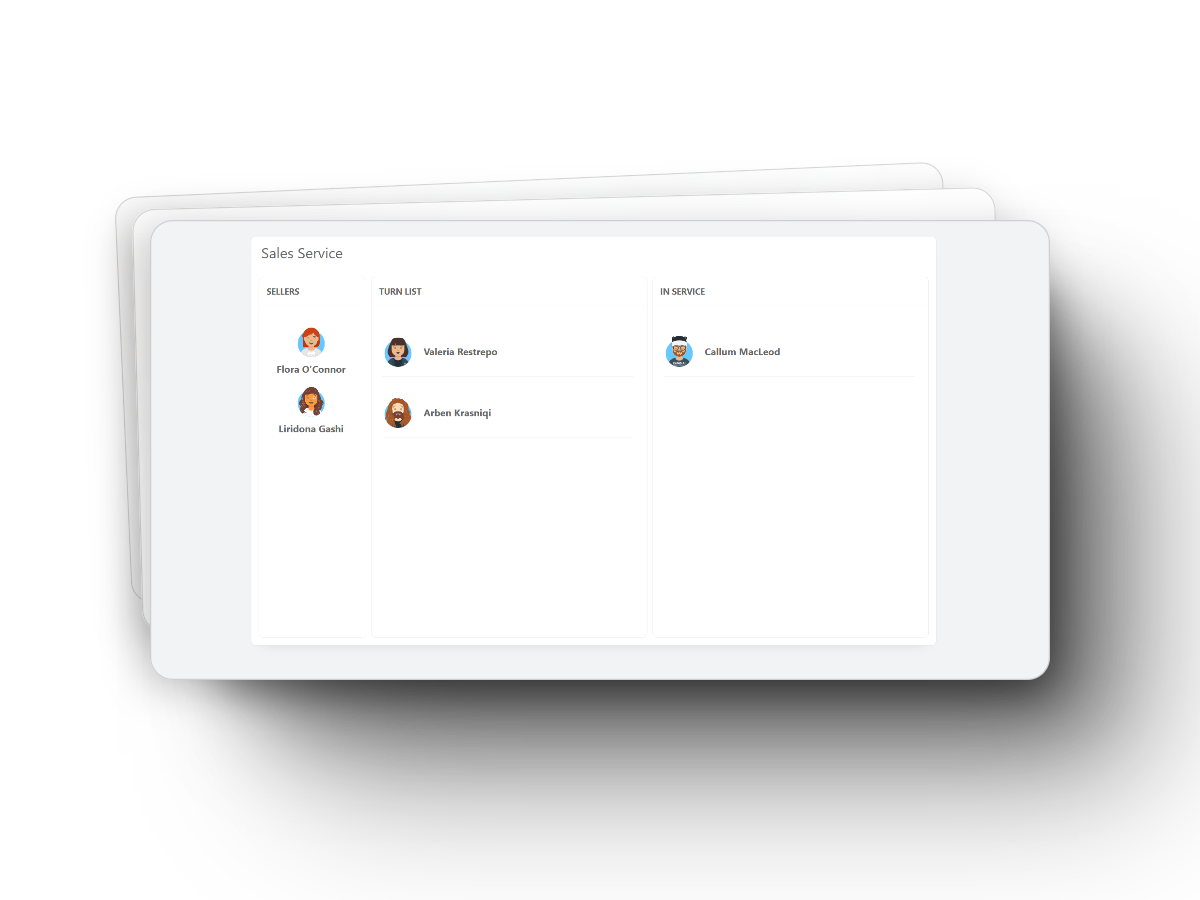 Sales Service
SELLERS
Flora O'Connor
Liridona Gashi
TURN LIST
Valeria Restrepo
Arben Krasniqi
IN SERVICE
Callum MacLeod